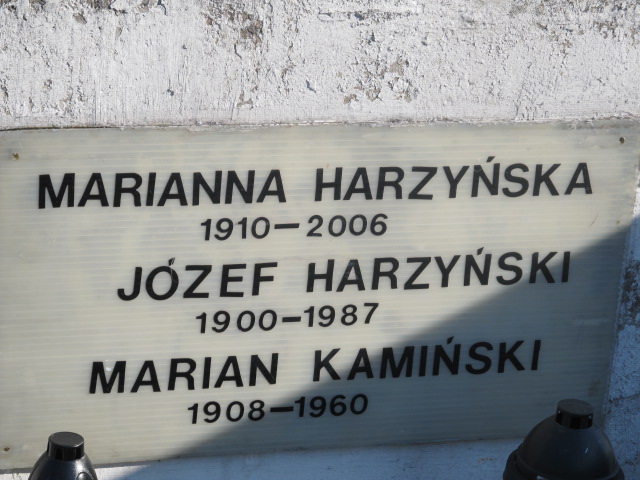 MARIANNA HARZYŃSKA
1910-2006
JÓZEF HARZYŃSKI
1900-1987
MARIAN KAMIŃSKI
1908-1960